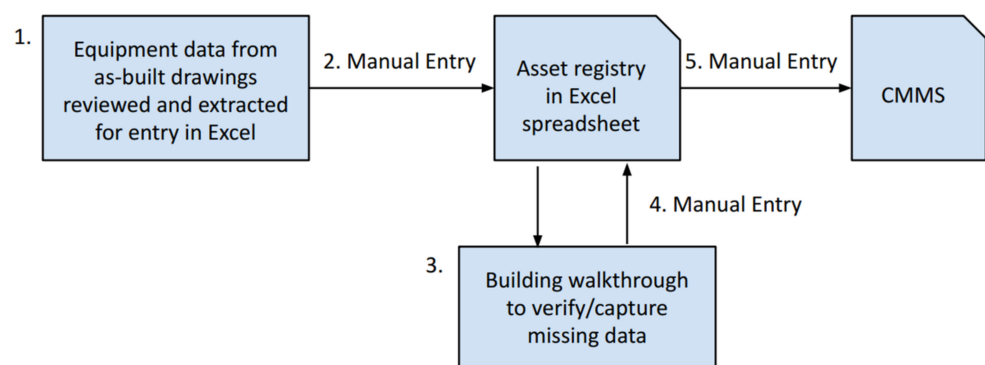 1.
Equipment data from
as-built drawings
reviewed and extracted
for entry in Excel
2. Manual Entry
Asset registry
in Excel
spreadsheet
5. Manual Entry
CMMS
4. Manual Entry
3.
Building walkthrough
to verify/capture
missing data